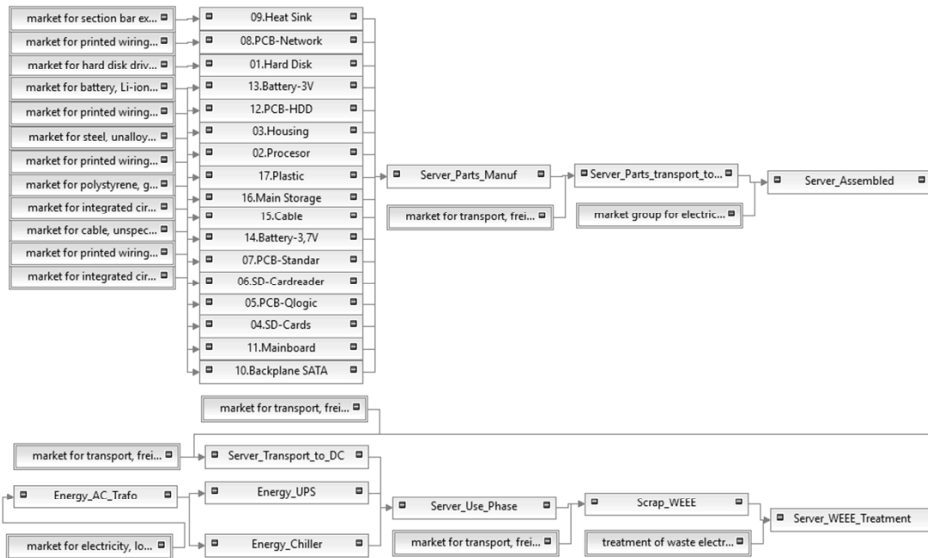 market for section bar ex...
market for printed wiring...
market for hard disk driv...
market for battery, Li-ion...
market for printed wiring...
market for steel, unalloy...
market for printed wiring...
market for polystyrene, g...
market for integrated cir...
market for cable, unspec...
market for printed wiring...
market for integrated cir...
09.Heat Sink
08.PCB-Network
01.Hard Disk
13.Battery-3V
12.PCB-HDD
03.Housing
02.Procesor
17.Plastic
16.Main Storage
15.Cable
14.Battery-3,7V
07.PCB-Standar
06.SD-Cardreader
05.PCB-Qlogic
04.SD-Cards
11.Mainboard
10.Backplane SATA
Server_Parts_Manuf
market for transport, frei...
Server_Parts_transport_to...
market group for electric...
Server_Assembled
market for transport, frei...
market for transport, frei...
Server_Transport_to_DC
Energy_AC_Trafo
Energy_UPS
market for electricity, lo...
Energy_Chiller
Server_Use_Phase
market for transport, frei...
Scrap_WEEE
treatment of waste electr...
Server_WEEE_Treatment